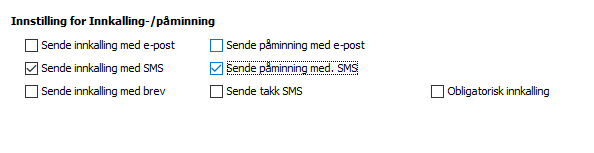 Innstilling for Innkalling-/påminning
Sende innkalling med e-post Sende påminning med e-post
Sende innkalling med SMS Sende påminning med. SMS
Sende innkalling med brev Sende takk SMS Obligatorisk innkalling